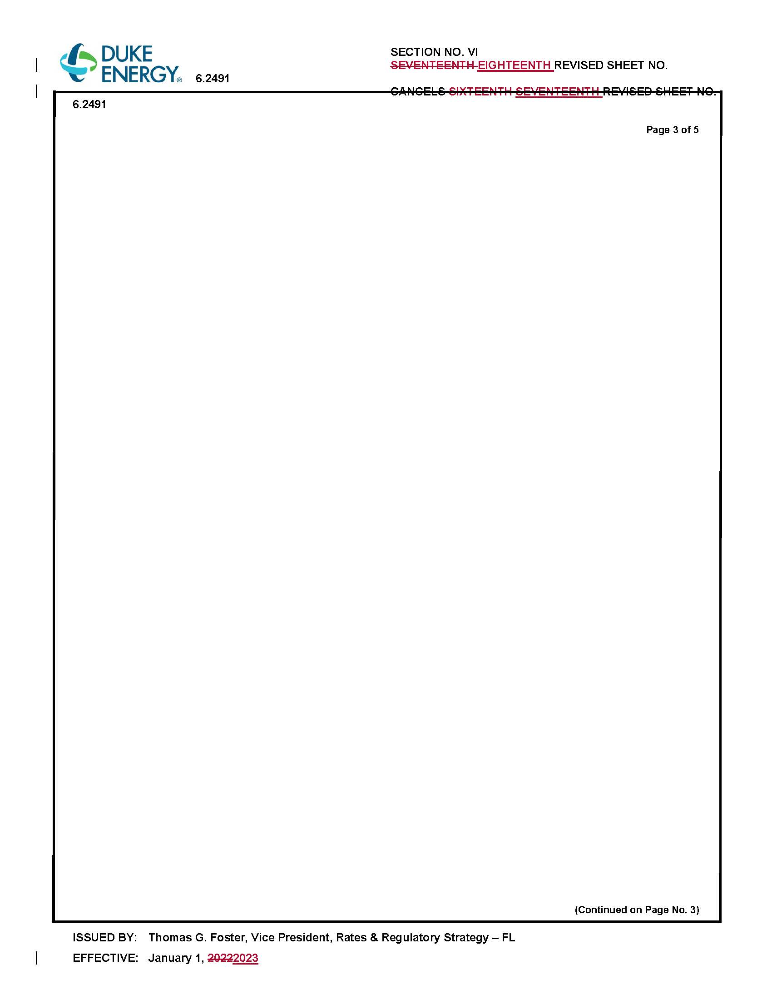 DUKE
ENERGY®
6.2491
SECTION NO. VI
SEVENTEENTH EIGHTEENTH REVISED SHEET NO.
CANCELS SIXTEENTH SEVENTEENTH REVISED SHEET NO.
6.2491
Page 3 of 5
(Continued on Page No. 3)
ISSUED BY: Thomas G. Foster, Vice President, Rates & Regulatory Strategy – FL
EFFECTIVE: January 1, 20222023